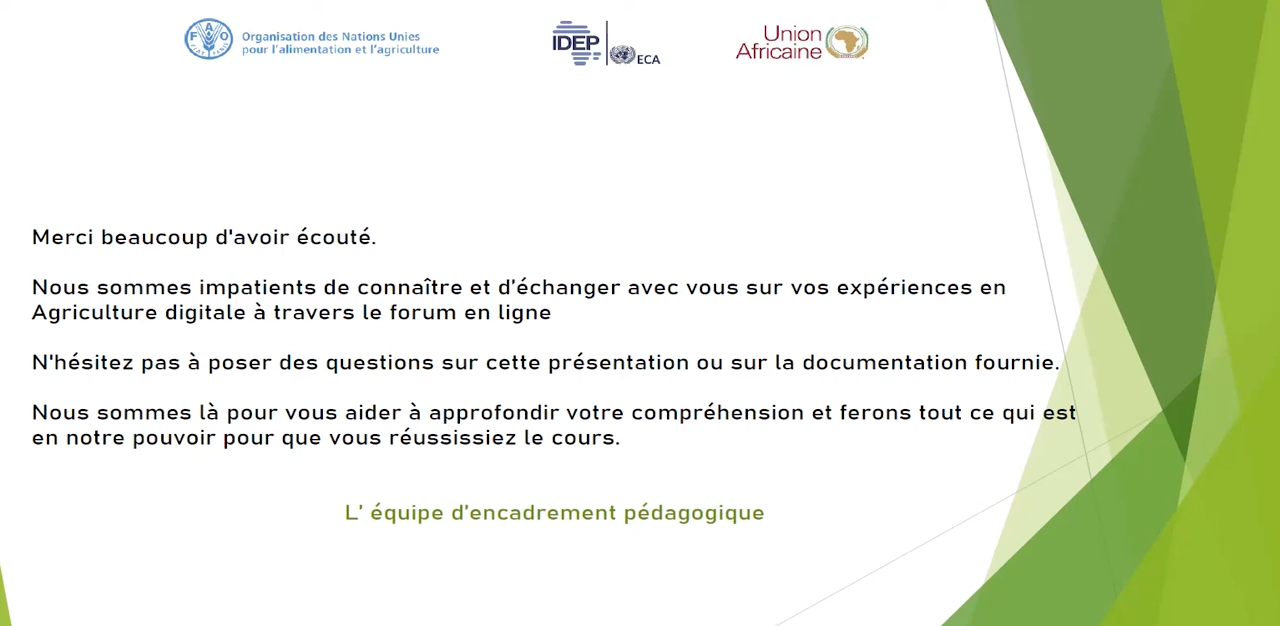 FAO
Organisation des Nations Unies
pour l'alimentation et l'agriculture
IDEP
ECA
Union
Africaine
Merci beaucoup d'avoir écouté.
Nous sommes impatients de connaître et d'échanger avec vous sur vos expériences en
Agriculture digitale à travers le forum en ligne
N'hésitez pas à poser des questions sur cette présentation ou sur la documentation fournie.
Nous sommes là pour vous aider à approfondir votre compréhension et ferons tout ce qui est
en notre pouvoir pour que vous réussissiez le cours.
L' équipe d'encadrement pédagogique